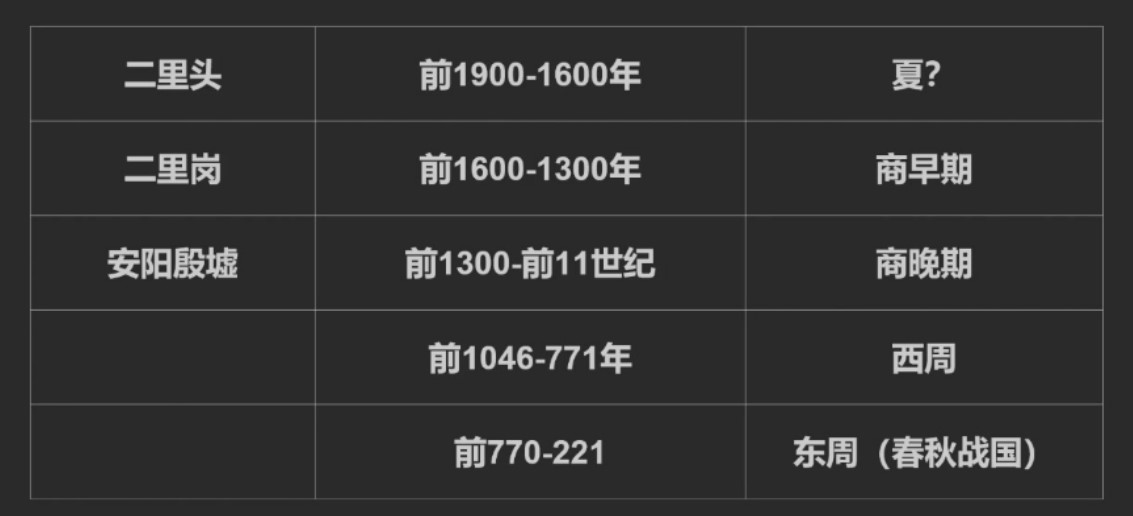 二里头 前1900-1600年 夏?
二里岗 前1600-1300年 商早期
安阳殷墟 前1300-前11世纪 商晚期
前1046-771年 西周
前770-221 东周（春秋战国）